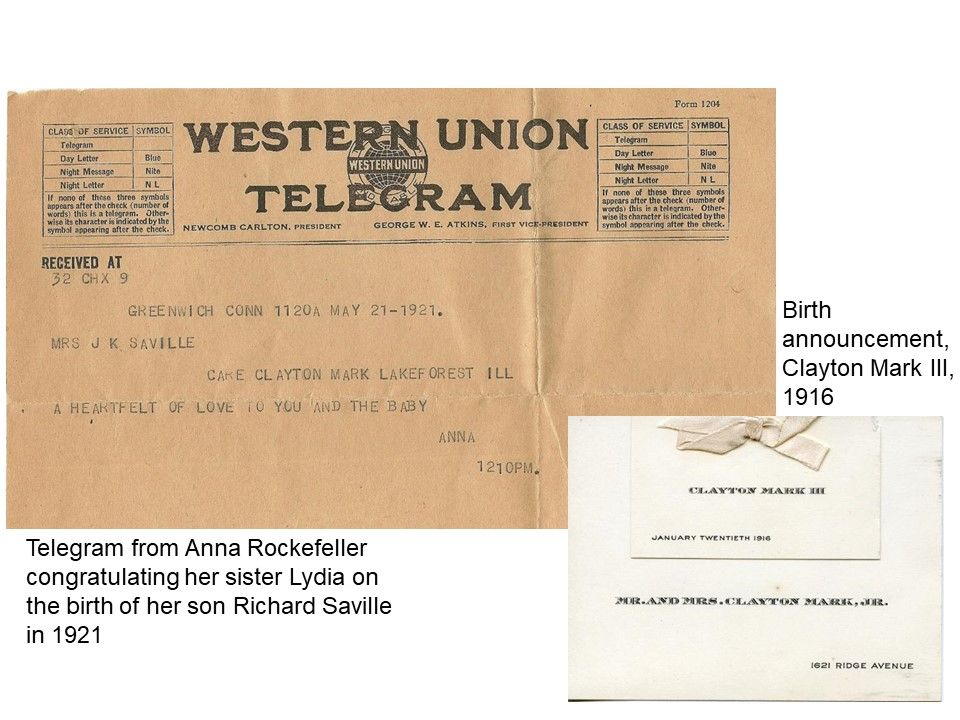 Form 1204
CLASS OF SERVICE SYMBOL
Telegram
Day Letter Blue
Night Message Nite
Night Letter N L
If none of these three symbols
appears after the check (number of
words) this is a telegram. Other-
wise its character is indicated by the
symbol appearing after the check.
WESTERN UNION
WESTERN UNION
TELEGRAM
NEWCOMB CARLTON, PRESIDENT GEORGE W. E. ATKINS, FIRST VICE-PRESIDENT
CLASS OF SERVICE SYMBOL
Telegram
Day Letter Blue
Night Message Nite
Night Letter N L
If none of these three symbols
appears after the check (number of
words) this is a telegram. Other-
wise its character is indicated by the
symbol appearing after the check.
RECEIVED AT
32 CHX 9
GREENWICH CONN 1120A MAY 21-1921.
MRS J K SAVILLE
CARE CLAYTON MARK LAKEFOREST ILL
A HEARTFELT OF LOVE TO YOU AND THE BABY
ANNA
1210PM.
Birth
announcement,
Clayton Mark III,
1916
CLAYTON MARK III
JANUARY TWENTIETH 1916
MR. AND MRS. CLAYTON MARK, JR.
1621 RIDGE AVENUE
Telegram from Anna Rockefeller
congratulating her sister Lydia on
the birth of her son Richard Saville
in 1921